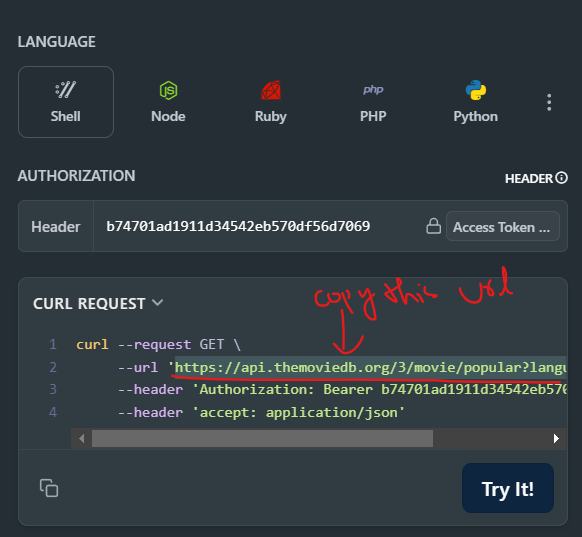 LANGUAGE
Shell
Node
Ruby
php
PHP
Python
AUTHORIZATION
HEADER
Header
b74701ad1911d34542eb570df56d7069
Access Token ...
copy this url
CURL REQUEST
1 curl --request GET \
2 --url 'https://api.themoviedb.org/3/movie/popular?langu
3 --header 'Authorization: Bearer b74701ad1911d34542eb570
4 --header 'accept: application/json'
Try It!